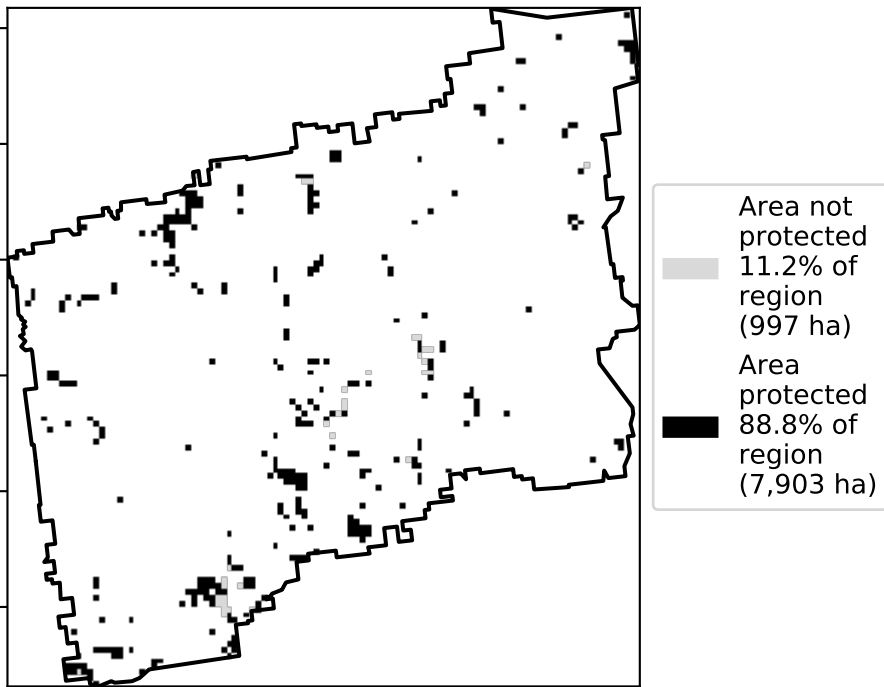 Area not
protected
11.2% of
region
(997 ha)
Area
protected
88.8% of
region
(7,903 ha)